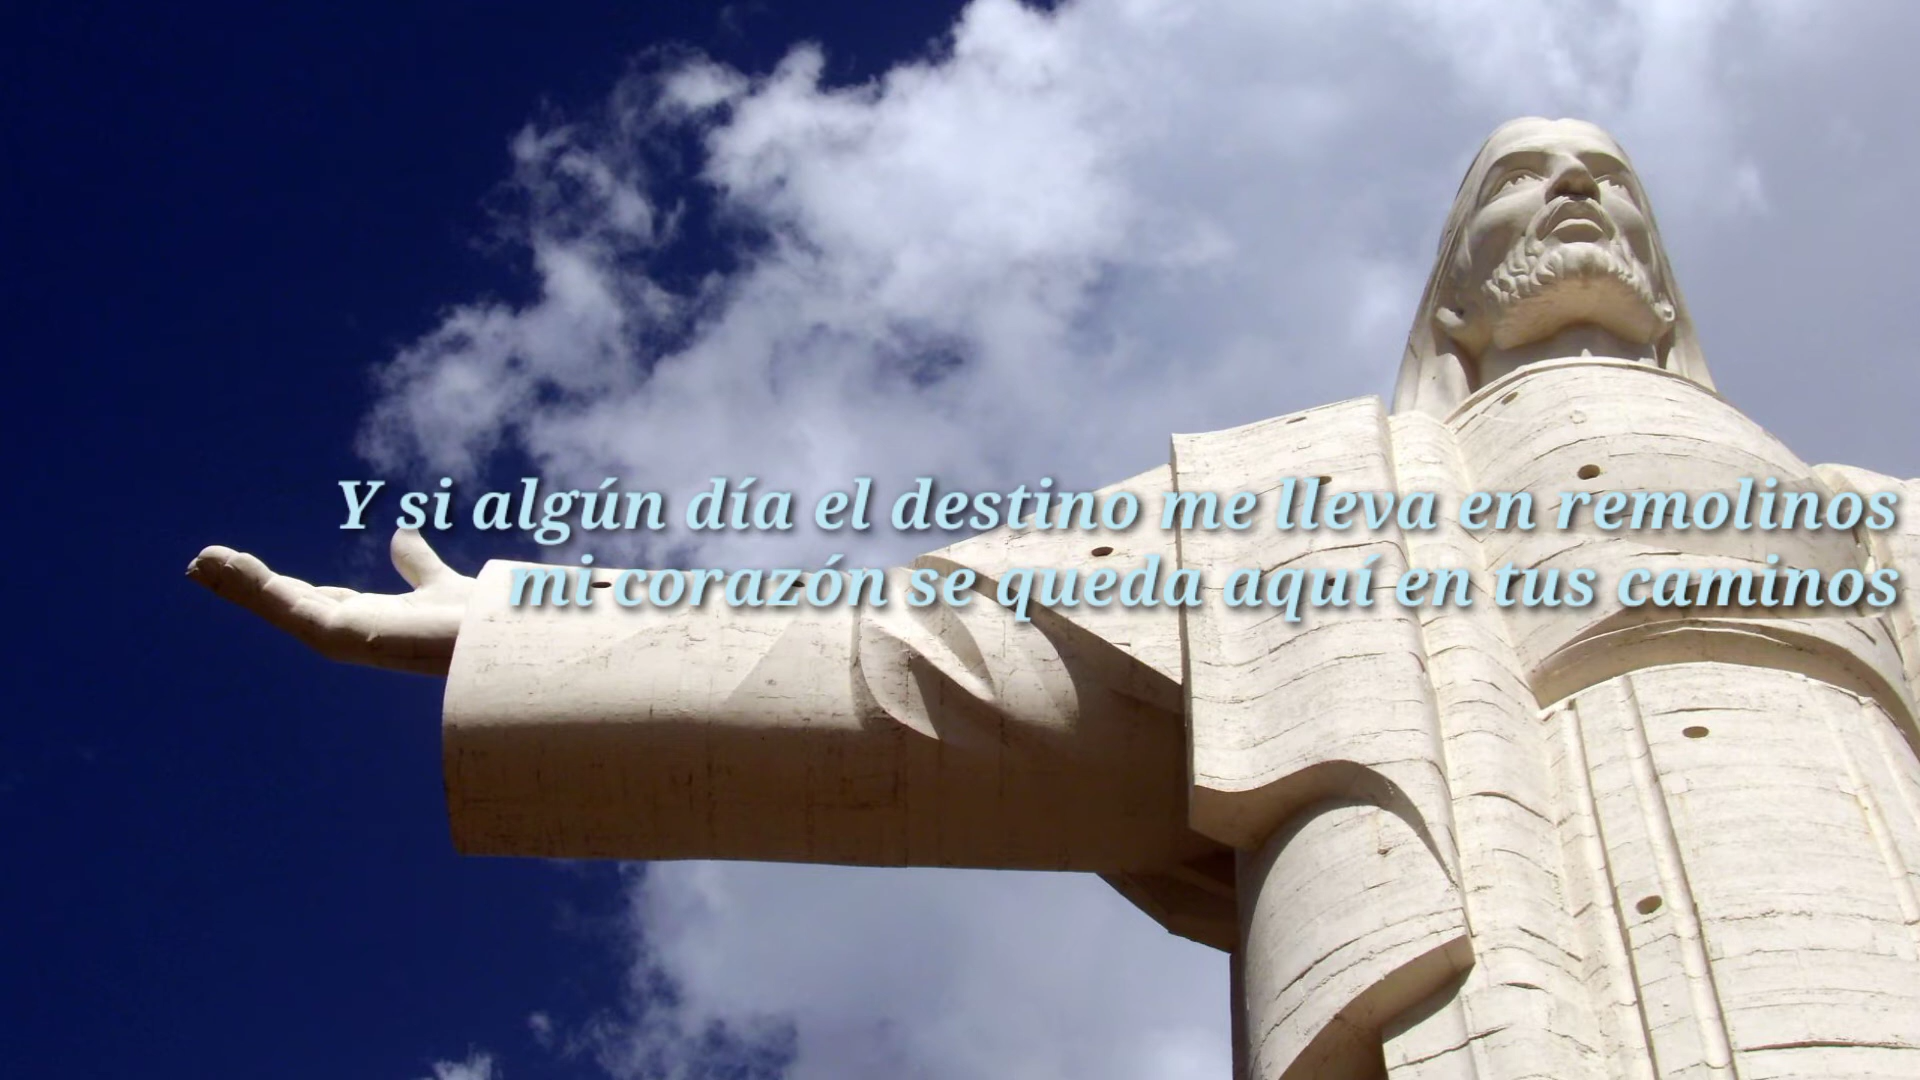 Y si algún día el destino me lleva en remolinos
mi corazón se queda aquí en tus caminos